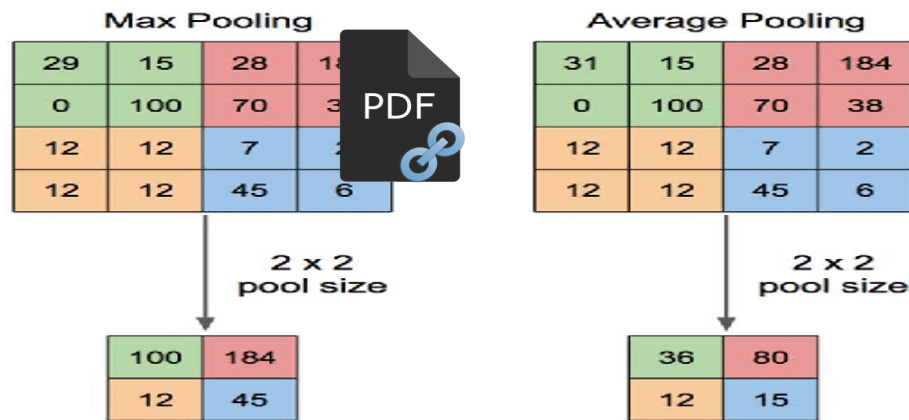 Max Pooling
29 15 28
0 100 70
12 12 7
12 12 45 6
2 x 2
pool size
100 184
12 45
PDF
Average Pooling
31 15 28 184
0 100 70 38
12 12 7 2
12 12 45 6
2 x 2
pool size
36 80
12 15